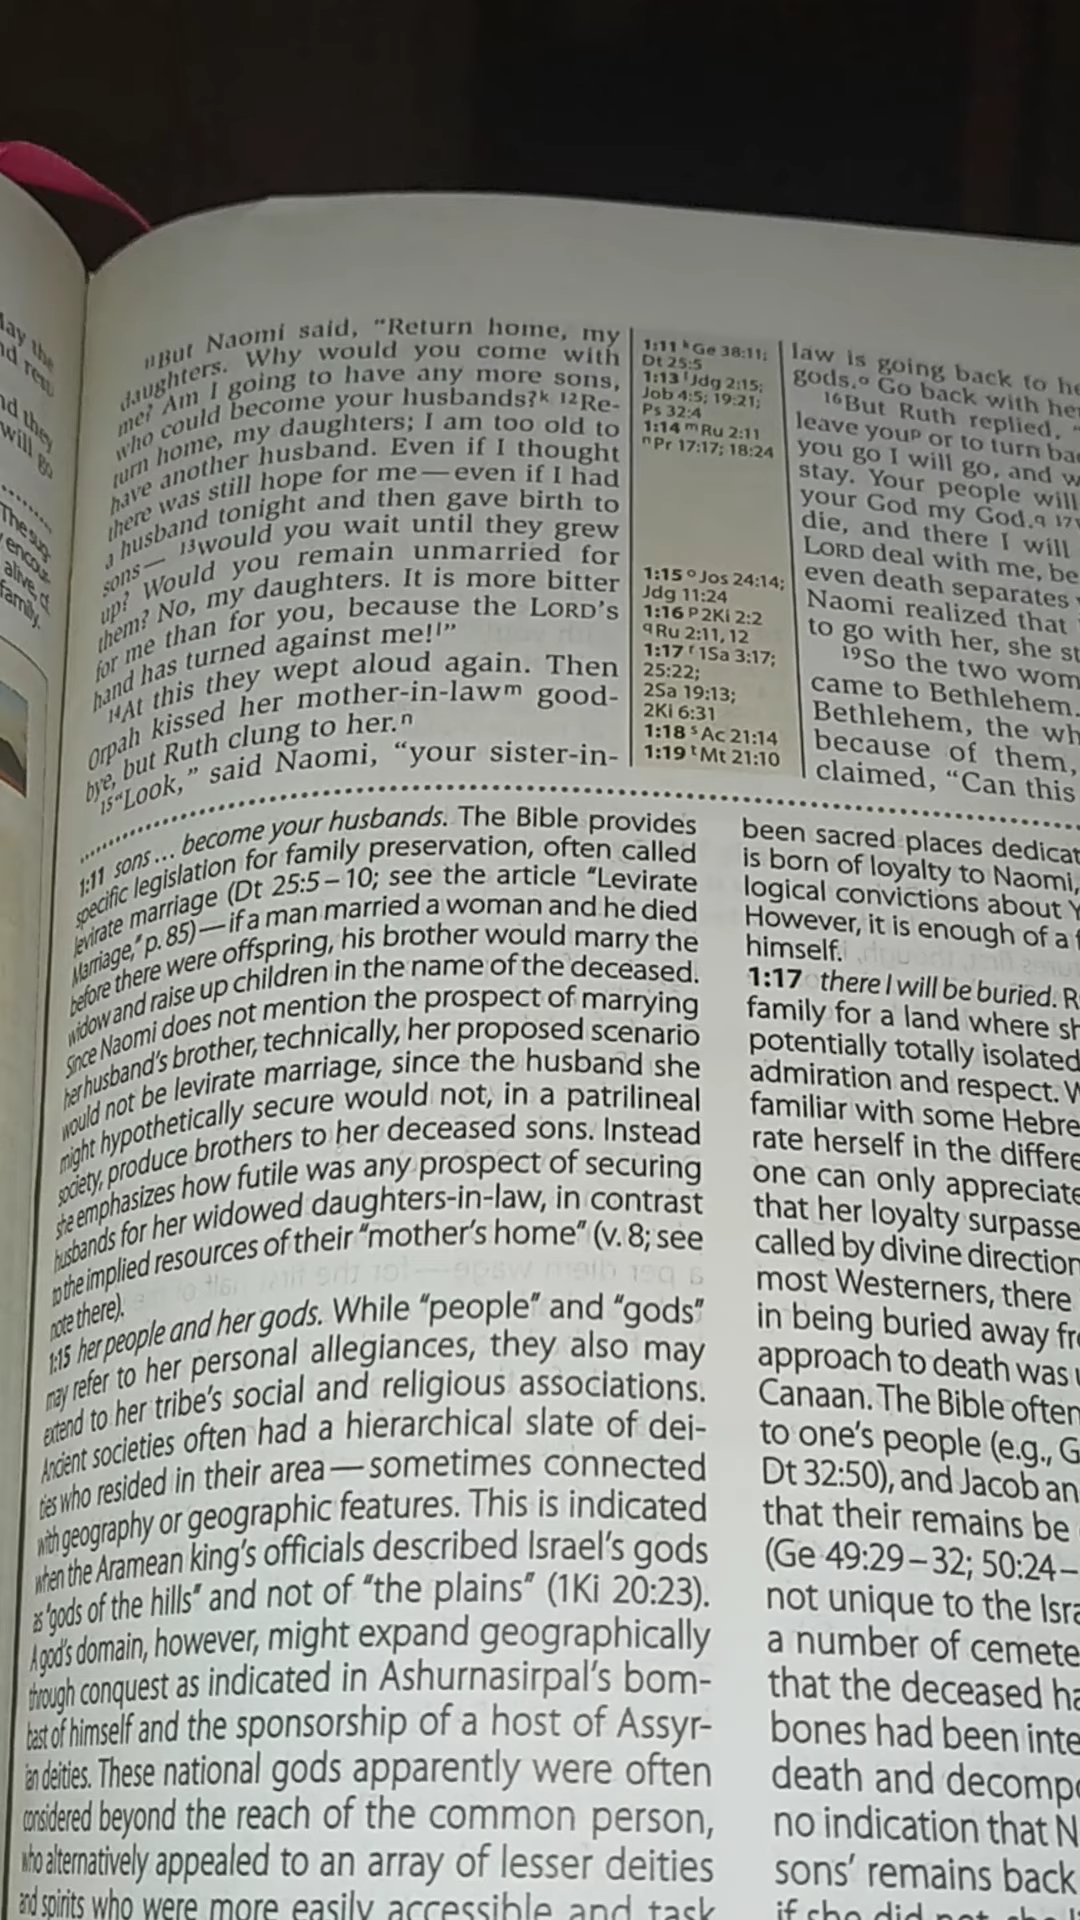 ¹¹But Naomi said, “Return home, my
daughters. Why would you come with
me? Am I going to have any more sons,
who could become your husbands?ᵏ ¹²Re-
turn home, my daughters; I am too old to
have another husband. Even if I thought
there was still hope for me—even if I had
a husband tonight and then gave birth to
sons— ¹³would you wait until they grew
up? Would you remain unmarried for
them? No, my daughters. It is more bitter
for me than for you, because the LORD’s
hand has turned against me!ˡ”
¹⁴At this they wept aloud again. Then
Orpah kissed her mother-in-lawᵐ good-
bye, but Ruth clung to her.ⁿ
¹⁵“Look,” said Naomi, “your sister-in-
1:11 ᵏGe 38:11;
Dt 25:5
1:13 ˡJdg 2:15;
Job 4:5; 19:21;
Ps 32:4
1:14 ᵐRu 2:11
ⁿPr 17:17; 18:24
1:15 ᵒJos 24:14;
Jdg 11:24
1:16 ᵖ2Ki 2:2
qRu 2:11, 12
1:17 ʳ1Sa 3:17;
25:22;
2Sa 19:13;
2Ki 6:31
1:18 ˢAc 21:14
1:19 ᵗMt 21:10
law is going back to he
gods.ᵒ Go back with her
¹⁶But Ruth replied, “
leave youᵖ or to turn ba
you go I will go, and w
stay. Your people will
your God my God.q ¹⁷
die, and there I will
LORD deal with me, be
even death separates
Naomi realized that
to go with her, she st
¹⁹So the two wom
came to Bethlehem.
Bethlehem, the wh
because of them,
claimed, “Can this
1:11 sons... become your husbands. The Bible provides
specific legislation for family preservation, often called
levirate marriage (Dt 25:5–10; see the article “Levirate
Marriage,” p. 85)—if a man married a woman and he died
before there were offspring, his brother would marry the
widow and raise up children in the name of the deceased.
Since Naomi does not mention the prospect of marrying
her husband’s brother, technically, her proposed scenario
would not be levirate marriage, since the husband she
might hypothetically secure would not, in a patrilineal
society, produce brothers to her deceased sons. Instead
she emphasizes how futile was any prospect of securing
husbands for her widowed daughters-in-law, in contrast
to the implied resources of their “mother’s home” (v. 8; see
note there).
1:15 her people and her gods. While “people” and “gods”
may refer to her personal allegiances, they also may
extend to her tribe’s social and religious associations.
Ancient societies often had a hierarchical slate of dei-
ties who resided in their area—sometimes connected
with geography or geographic features. This is indicated
when the Aramean king’s officials described Israel’s gods
as “gods of the hills” and not of “the plains” (1Ki 20:23).
A god’s domain, however, might expand geographically
through conquest as indicated in Ashurnasirpal’s bom-
bast of himself and the sponsorship of a host of Assyr-
ian deities. These national gods apparently were often
considered beyond the reach of the common person,
who alternatively appealed to an array of lesser deities
and spirits who were more easily accessible and task
been sacred places dedicat
is born of loyalty to Naomi,
logical convictions about Y
However, it is enough of a f
himself.
1:17 there I will be buried. R
family for a land where sh
potentially totally isolated
admiration and respect. W
familiar with some Hebre
rate herself in the differe
one can only appreciate
that her loyalty surpasse
called by divine direction
most Westerners, there
in being buried away fro
approach to death was u
Canaan. The Bible often
to one’s people (e.g., G
Dt 32:50), and Jacob an
that their remains be
(Ge 49:29–32; 50:24–
not unique to the Isra
a number of cemete
that the deceased ha
bones had been inte
death and decompo
no indication that N
sons’ remains back
if she did not